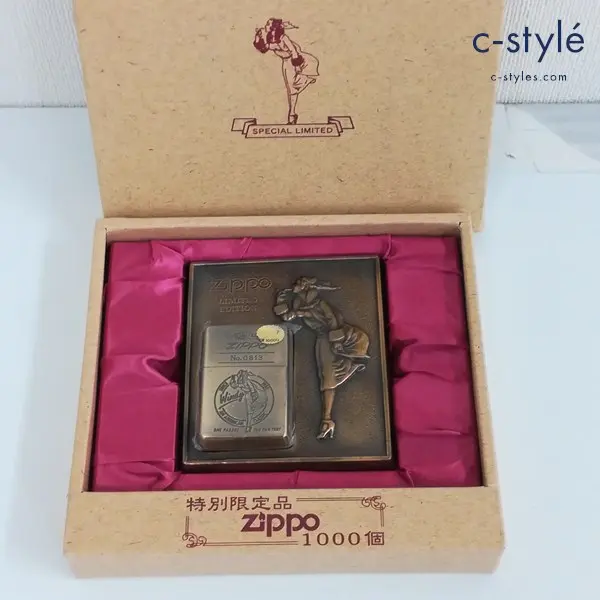 c-stylé
c-styles.com
SPECIAL LIMITED
Zippo
LIMITED
EDITION
ZIPPO
No.0813
Windy
特別限定品
Zippo
1000個